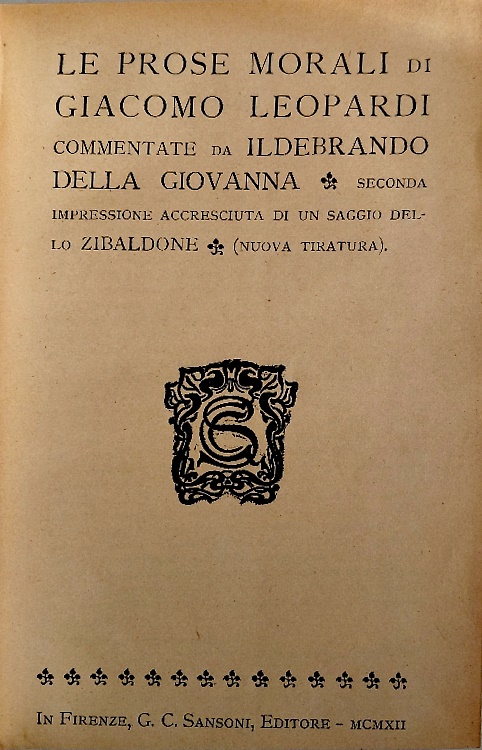 LE PROSE MORALI DI
GIACOMO LEOPARDI
COMMENTATE DA ILDEBRANDO
DELLA GIOVANNA SECONDA
IMPRESSIONE ACCRESCIUTA DI UN SAGGIO DEL-
LO ZIBALDONE (NUOVA TIRATURA).
GCS
IN FIRENZE, G. C. SANSONI, EDITORE - MCMXII